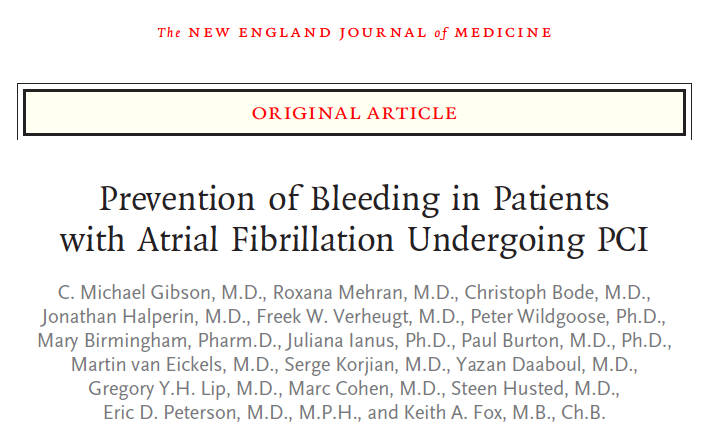 The NEW ENGLAND JOURNAL of MEDICINE
ORIGINAL ARTICLE
Prevention of Bleeding in Patients
with Atrial Fibrillation Undergoing PCI
C. Michael Gibson, M.D., Roxana Mehran, M.D., Christoph Bode, M.D.,
Jonathan Halperin, M.D., Freek W. Verheugt, M.D., Peter Wildgoose, Ph.D.,
Mary Birmingham, Pharm.D., Juliana Ianus, Ph.D., Paul Burton, M.D., Ph.D.,
Martin van Eickels, M.D., Serge Korjian, M.D., Yazan Daaboul, M.D.,
Gregory Y.H. Lip, M.D., Marc Cohen, M.D., Steen Husted, M.D.,
Eric D. Peterson, M.D., M.P.H., and Keith A. Fox, M.B., Ch.B.